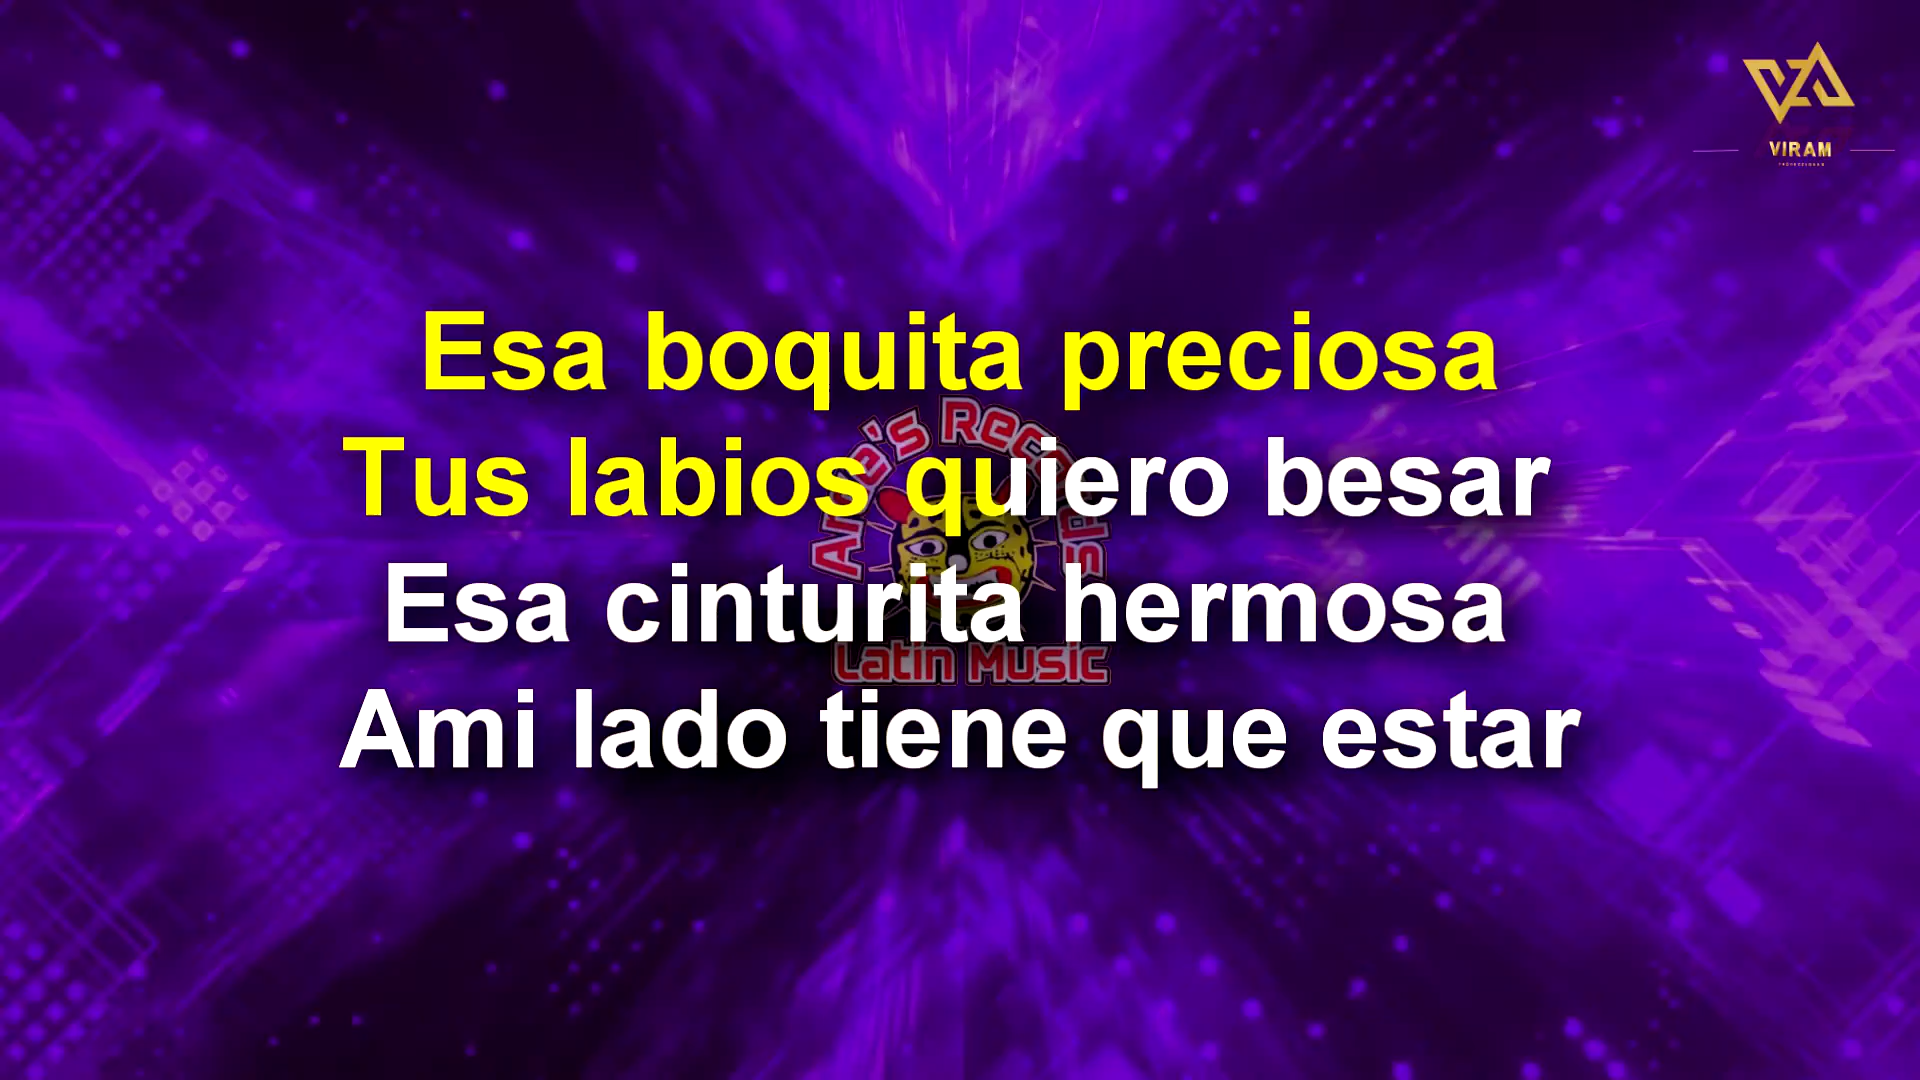 VIRAM
Esa boquita preciosa
Tus labios quiero besar
Esa cinturita hermosa
Ami lado tiene que estar
Latin Music